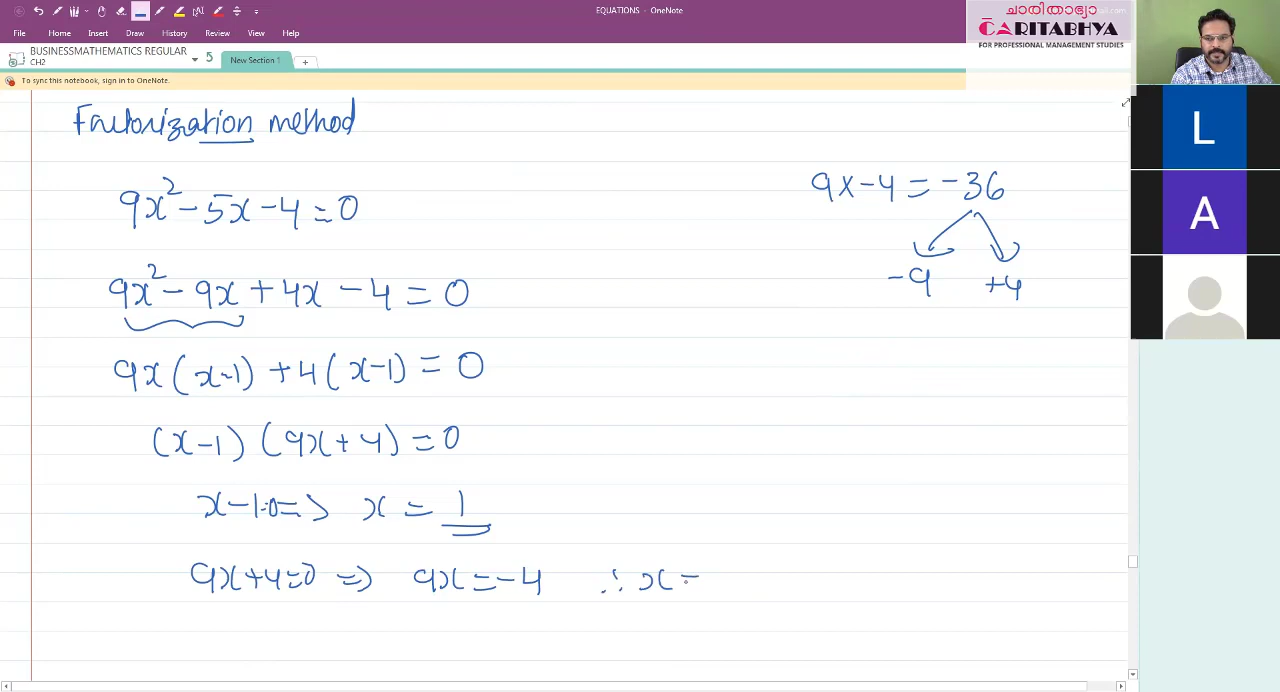 EQUATIONS - OneNote
File Home Insert Draw History Review View Help
BUSINESSMATHEMATICS REGULAR
CH2
5
New Section 1
+
To sync this notebook, sign in to OneNote.
ചാരിതാഭ്യാ
CARITABHYA
FOR PROFESSIONAL MANAGEMENT STUDIES
L
A
Factorization method
9x² - 5x - 4 = 0
9x² - 9x + 4x - 4 = 0
9x (x-1) + 4 (x-1) = 0
(x-1) (9x+4) = 0
x-1=0 => x = 1
9x+4=0 => 9x = -4 ∴ x =
9x-4 = -36
-9 +4